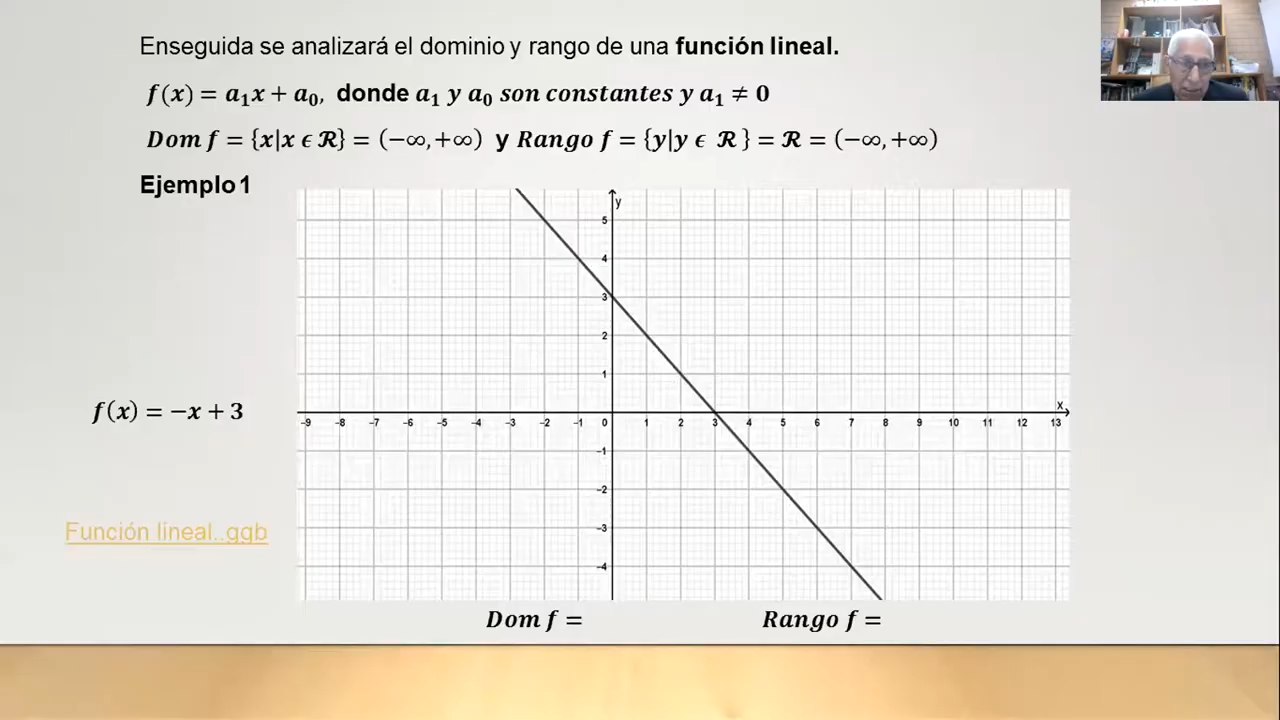 Enseguida se analizará el dominio y rango de una función lineal.
f(x) = a₁x + a₀, donde a₁ y a₀ son constantes y a₁ ≠ 0
Dom f = {x|x ϵ ℛ} = (−∞, +∞) y Rango f = {y|y ϵ ℛ } = ℛ = (−∞, +∞)
Ejemplo 1
y
5
4
3
2
1
f(x) = −x + 3
x
−9 −8 −7 −6 −5 −4 −3 −2 −1 0 1 2 3 4 5 6 7 8 9 10 11 12 13
−1
−2
−3
−4
Función lineal..ggb
Dom f = Rango f =